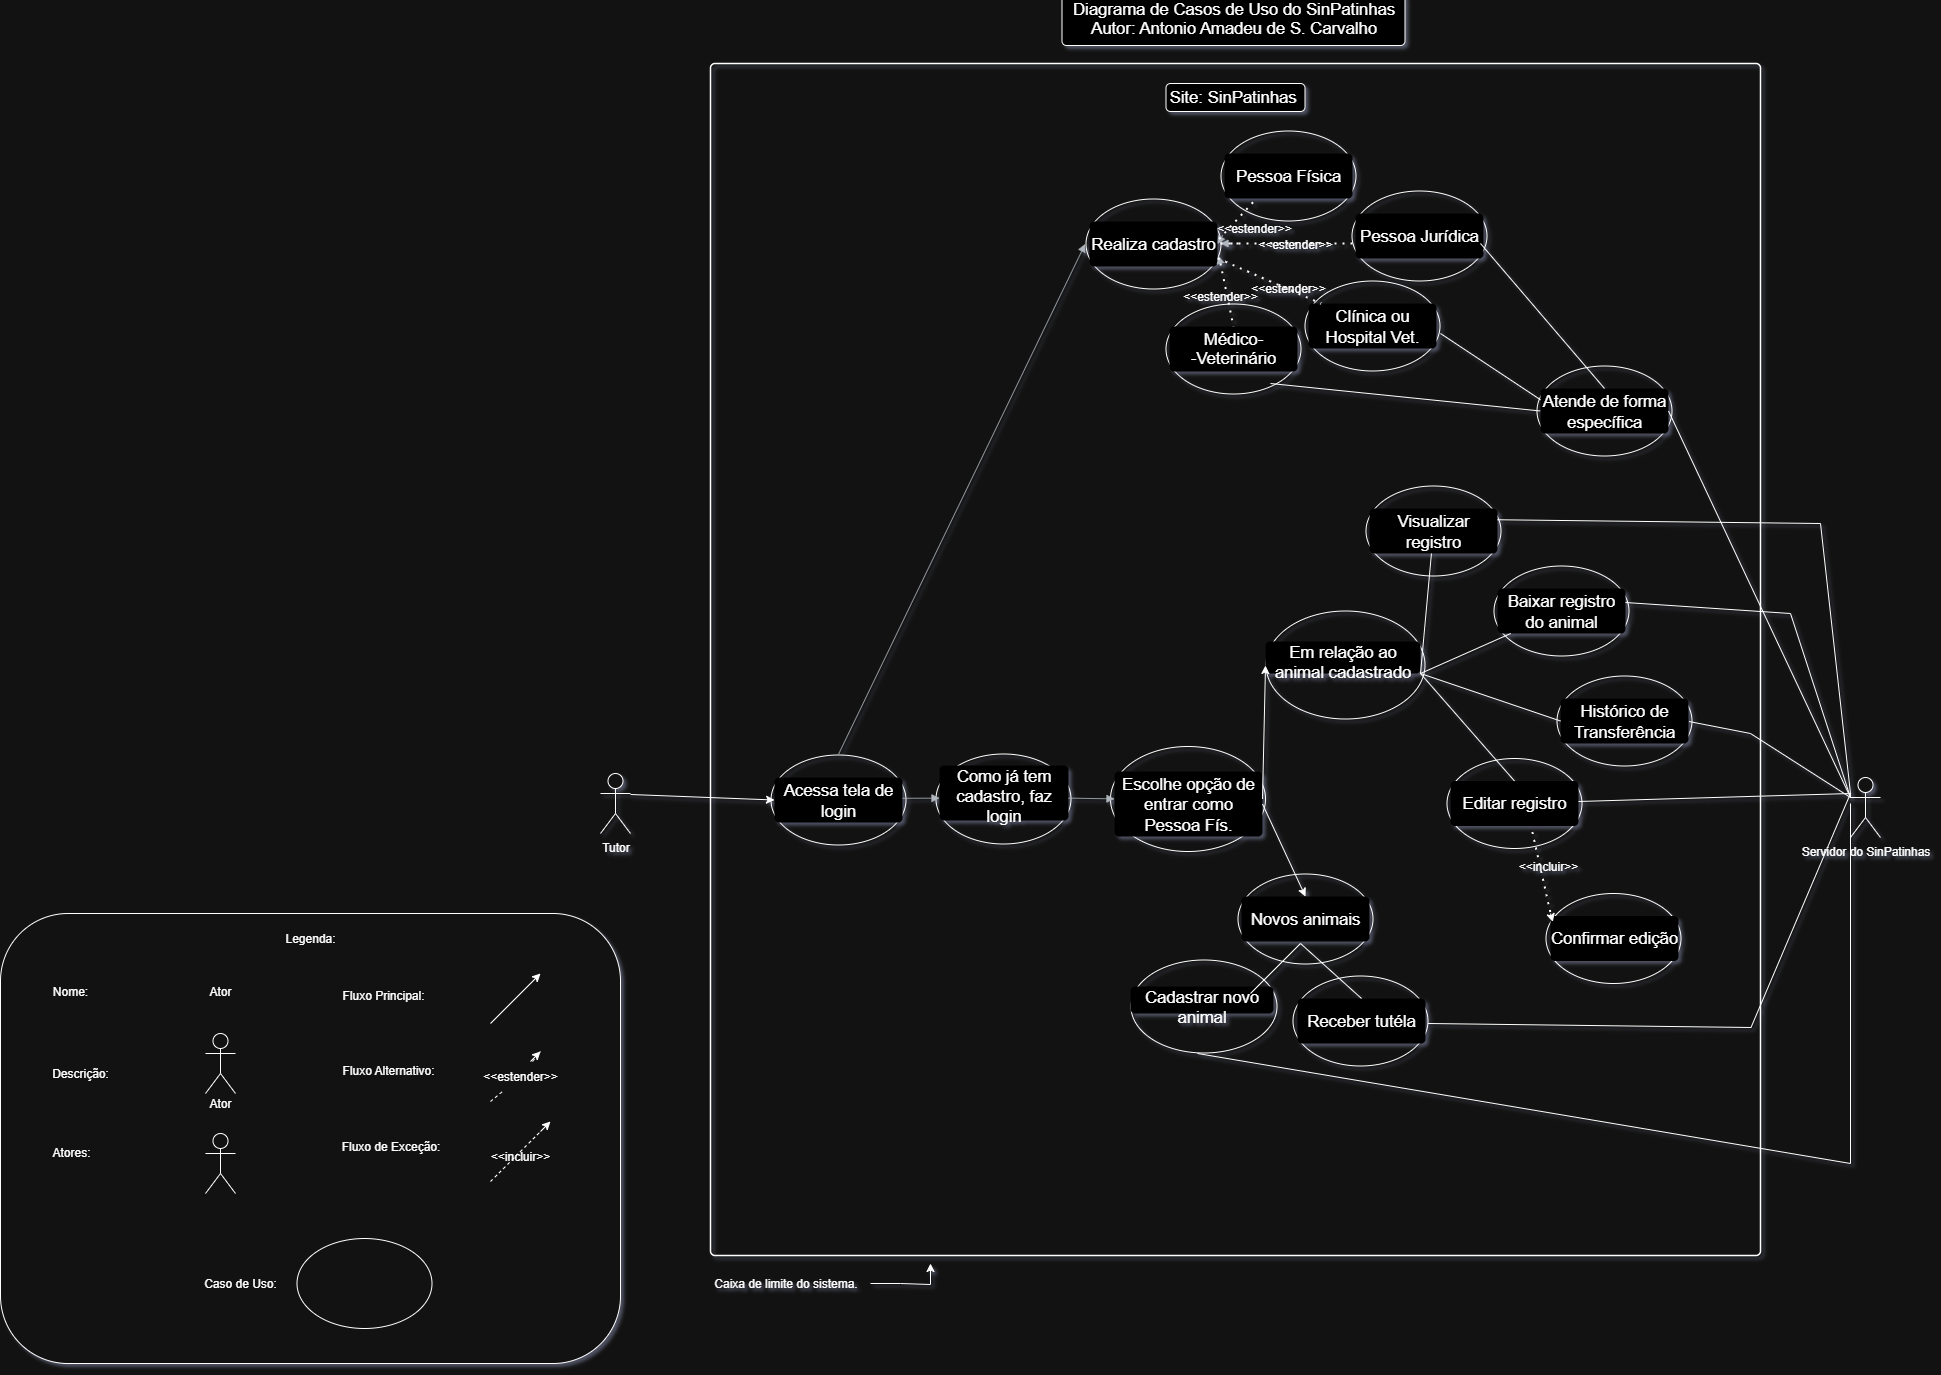 Diagrama de Casos de Uso do SinPatinhas
Autor: Antonio Amadeu de S. Carvalho
Site: SinPatinhas
Pessoa Física
<<estender>>
Pessoa Jurídica
Realiza cadastro
<<estender>>
<<estender>>
<<estender>>
Clínica ou
Hospital Vet.
Médico-
-Veterinário
Atende de forma
específica
Visualizar
registro
Baixar registro
do animal
Em relação ao
animal cadastrado
Histórico de
Transferência
Acessa tela de
login
Como já tem
cadastro, faz
login
Escolhe opção de
entrar como
Pessoa Fís.
Editar registro
Tutor
Servidor do SinPatinhas
<<incluir>>
Novos animais
Confirmar edição
Cadastrar novo
animal
Receber tutéla
Legenda:
Nome:
Ator
Fluxo Principal:
Descrição:
Ator
Fluxo Alternativo:
<<estender>>
Atores:
Fluxo de Exceção:
<<incluir>>
Caso de Uso:
Caixa de limite do sistema.